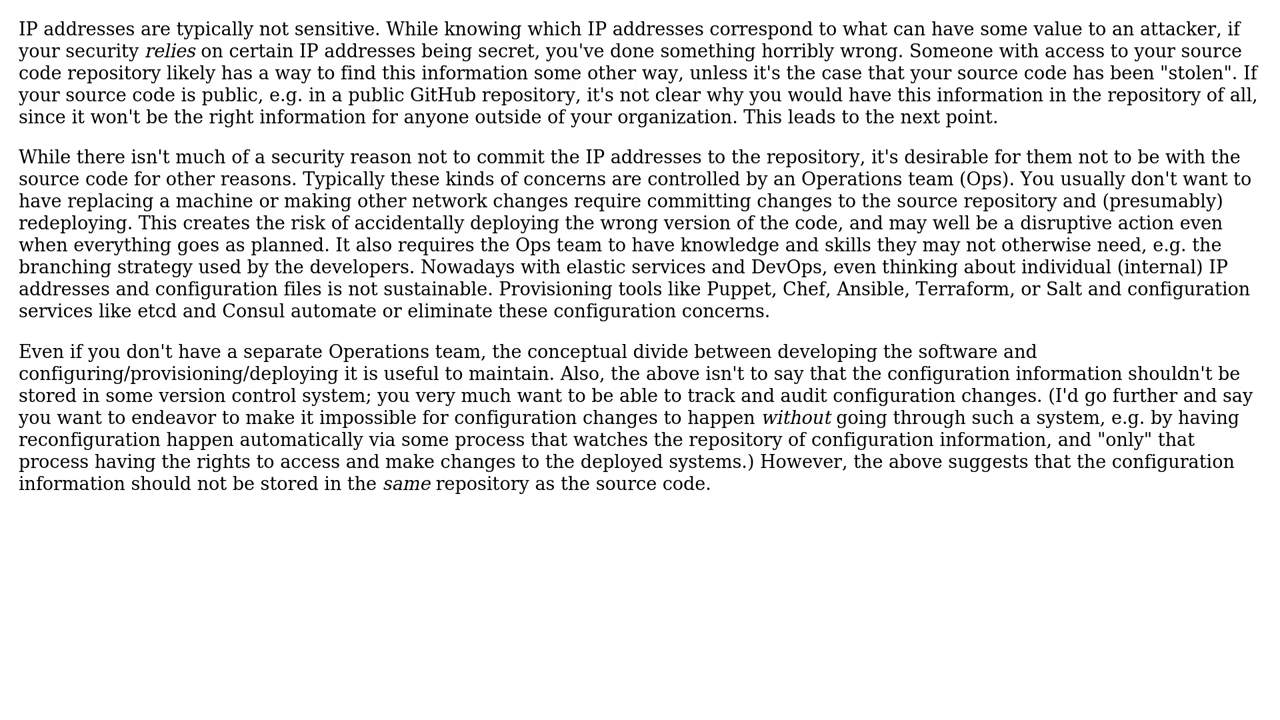 IP addresses are typically not sensitive. While knowing which IP addresses correspond to what can have some value to an attacker, if
your security relies on certain IP addresses being secret, you've done something horribly wrong. Someone with access to your source
code repository likely has a way to find this information some other way, unless it's the case that your source code has been "stolen". If
your source code is public, e.g. in a public GitHub repository, it's not clear why you would have this information in the repository of all,
since it won't be the right information for anyone outside of your organization. This leads to the next point.
While there isn't much of a security reason not to commit the IP addresses to the repository, it's desirable for them not to be with the
source code for other reasons. Typically these kinds of concerns are controlled by an Operations team (Ops). You usually don't want to
have replacing a machine or making other network changes require committing changes to the source repository and (presumably)
redeploying. This creates the risk of accidentally deploying the wrong version of the code, and may well be a disruptive action even
when everything goes as planned. It also requires the Ops team to have knowledge and skills they may not otherwise need, e.g. the
branching strategy used by the developers. Nowadays with elastic services and DevOps, even thinking about individual (internal) IP
addresses and configuration files is not sustainable. Provisioning tools like Puppet, Chef, Ansible, Terraform, or Salt and configuration
services like etcd and Consul automate or eliminate these configuration concerns.
Even if you don't have a separate Operations team, the conceptual divide between developing the software and
configuring/provisioning/deploying it is useful to maintain. Also, the above isn't to say that the configuration information shouldn't be
stored in some version control system; you very much want to be able to track and audit configuration changes. (I'd go further and say
you want to endeavor to make it impossible for configuration changes to happen without going through such a system, e.g. by having
reconfiguration happen automatically via some process that watches the repository of configuration information, and "only" that
process having the rights to access and make changes to the deployed systems.) However, the above suggests that the configuration
information should not be stored in the same repository as the source code.